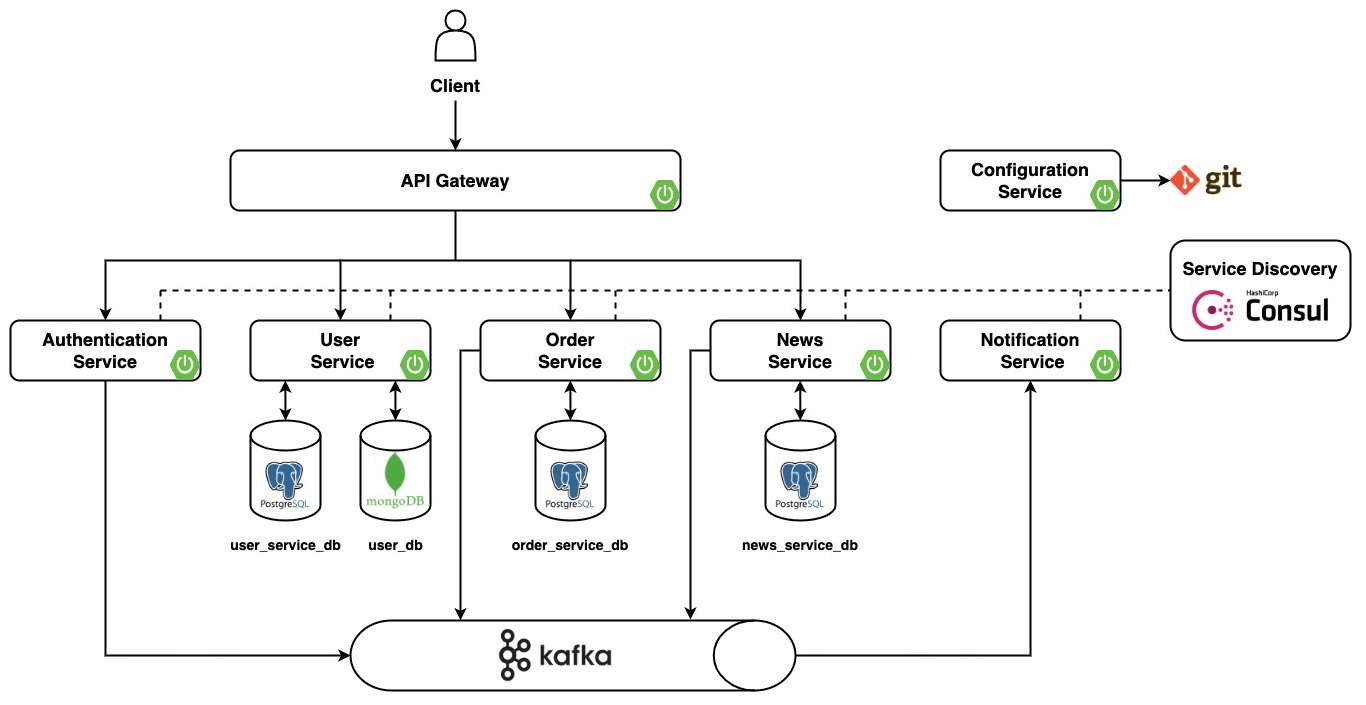 Client
API Gateway
Configuration
Service
git
Service Discovery
HashiCorp
Consul
Authentication
Service
User
Service
Order
Service
News
Service
Notification
Service
PostgreSQL
mongoDB
PostgreSQL
PostgreSQL
user_service_db
user_db
order_service_db
news_service_db
kafka